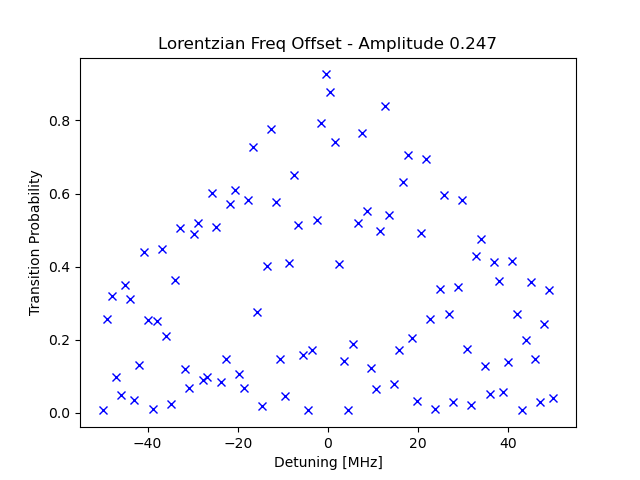 Lorentzian Freq Offset - Amplitude 0.247
Transition Probability
0.8
0.6
0.4
0.2
0.0
−40 −20 0 20 40
Detuning [MHz]